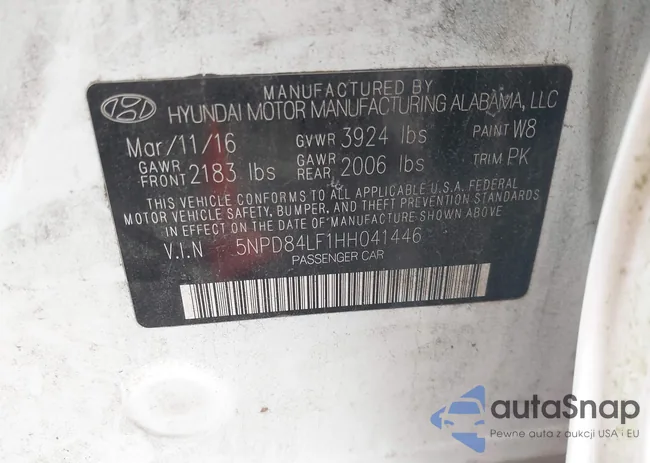 MANUFACTURED BY
HYUNDAI MOTOR MANUFACTURING ALABAMA, LLC
Mar/11/16 GVWR 3924 lbs PAINT W8
GAWR FRONT 2183 lbs GAWR REAR 2006 lbs TRIM PK
THIS VEHICLE CONFORMS TO ALL APPLICABLE U.S.A. FEDERAL
MOTOR VEHICLE SAFETY, BUMPER, AND THEFT PREVENTION STANDARDS
IN EFFECT ON THE DATE OF MANUFACTURE SHOWN ABOVE.
V.I.N 5NPD84LF1HH041446
PASSENGER CAR
autaSnap
Pewne auta z aukcji USA i EU